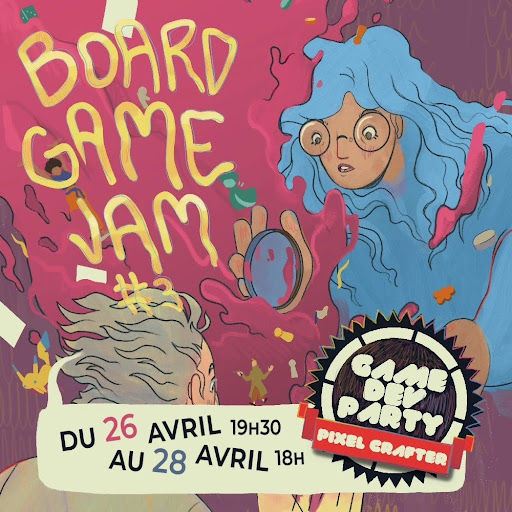 BOARD
GAME
JAM
#3
GAME
DEV
PARTY
PIXEL CRAFTER
DU 26 AVRIL 19H30
AU 28 AVRIL 18H